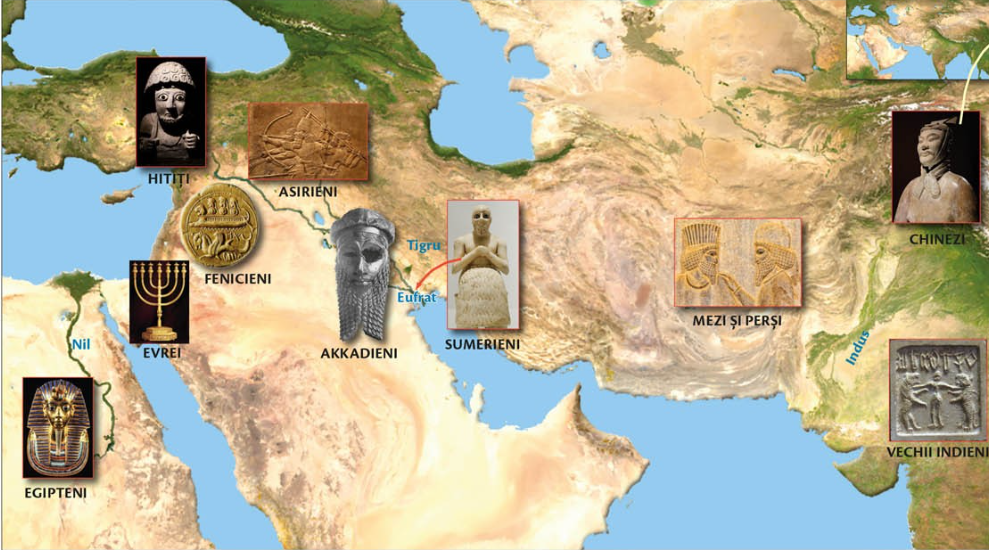 HITIȚI
ASIRIENI
FENICIENI
Tigru
CHINEZI
Eufrat
Nil
EVREI
AKKADIENI
SUMERIENI
MEZI ȘI PERȘI
Indus
VECHII INDIENI
EGIPTENI